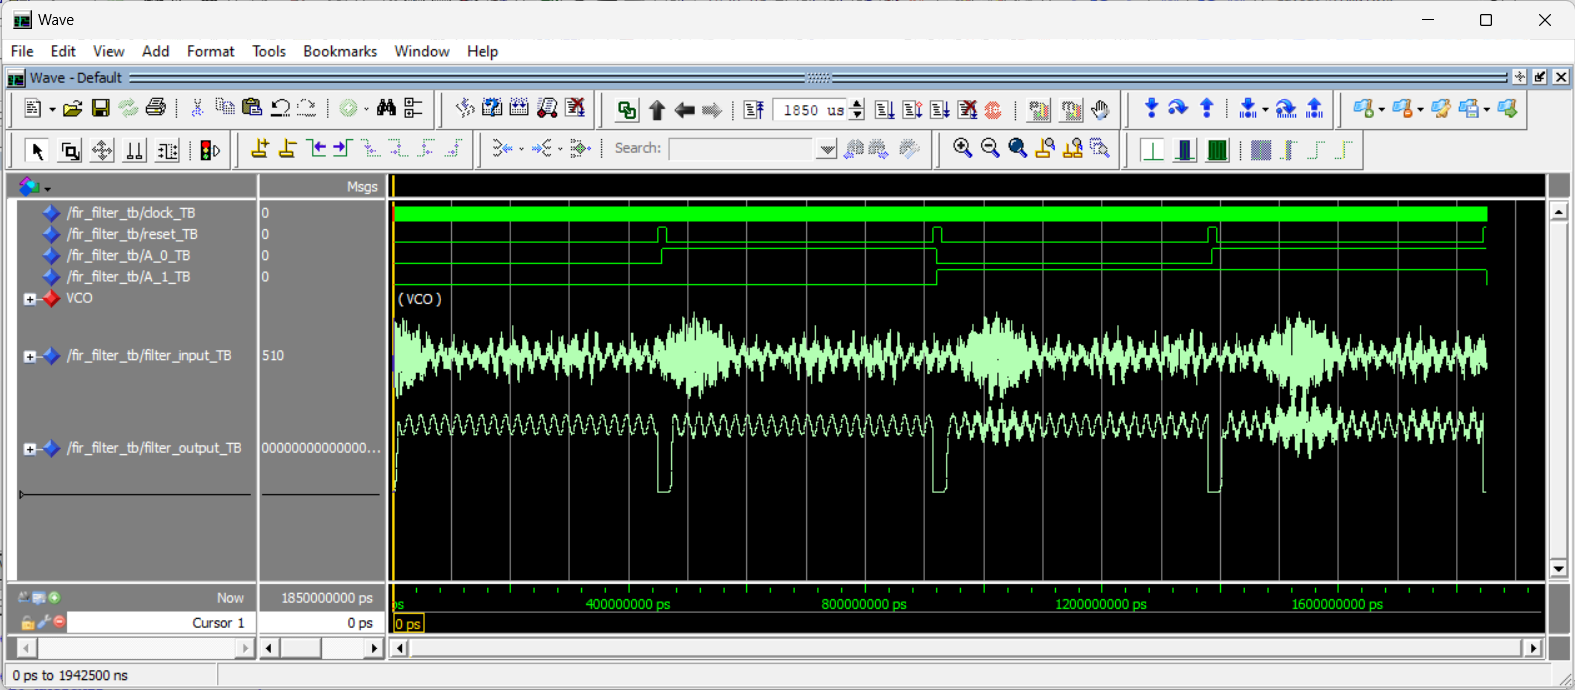 Wave
File Edit View Add Format Tools Bookmarks Window Help
Wave - Default
1850 us
Search:
Msgs
/fir_filter_tb/clock_TB 0
/fir_filter_tb/reset_TB 0
/fir_filter_tb/A_0_TB 0
/fir_filter_tb/A_1_TB 0
VCO (VCO)
/fir_filter_tb/filter_input_TB 510
/fir_filter_tb/filter_output_TB 00000000000000...
Now 1850000000 ps ps 400000000 ps 800000000 ps 1200000000 ps 1600000000 ps
Cursor 1 0 ps 0 ps
0 ps to 1942500 ns